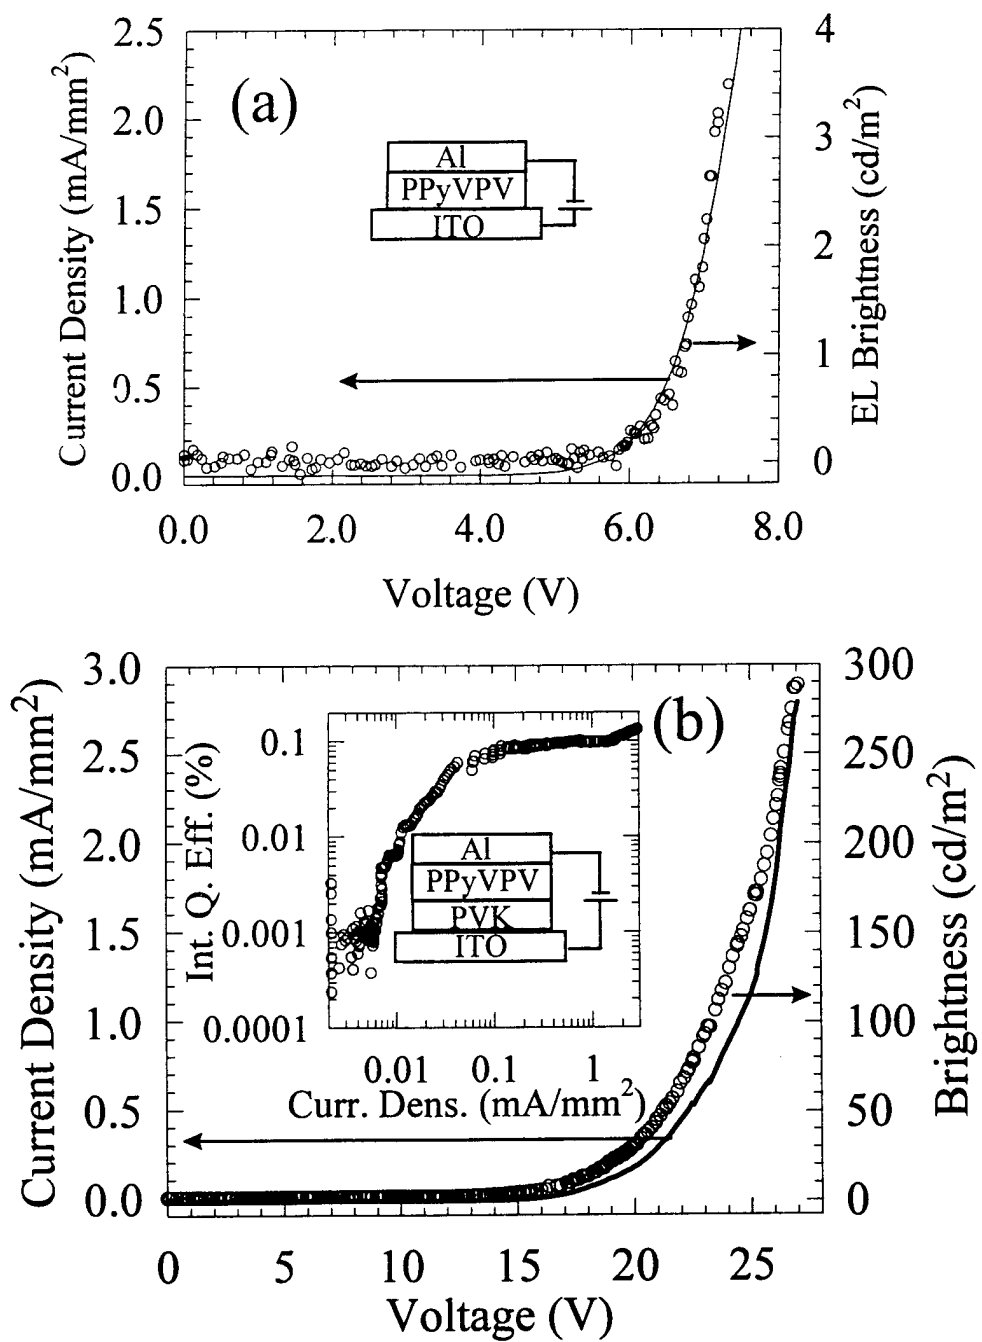 (a)
Current Density (mA/mm²)
2.5
2.0
1.5
1.0
0.5
0.0
EL Brightness (cd/m²)
4
3
2
1
0
Al
PPyVPV
ITO
0.0 2.0 4.0 6.0 8.0
Voltage (V)
(b)
Current Density (mA/mm²)
3.0
2.5
2.0
1.5
1.0
0.5
0.0
Brightness (cd/m²)
300
250
200
150
100
50
0
Int. Q. Eff. (%)
0.1
0.01
0.001
0.0001
Al
PPyVPV
PVK
ITO
0.01 0.1 1
Curr. Dens. (mA/mm²)
0 5 10 15 20 25
Voltage (V)